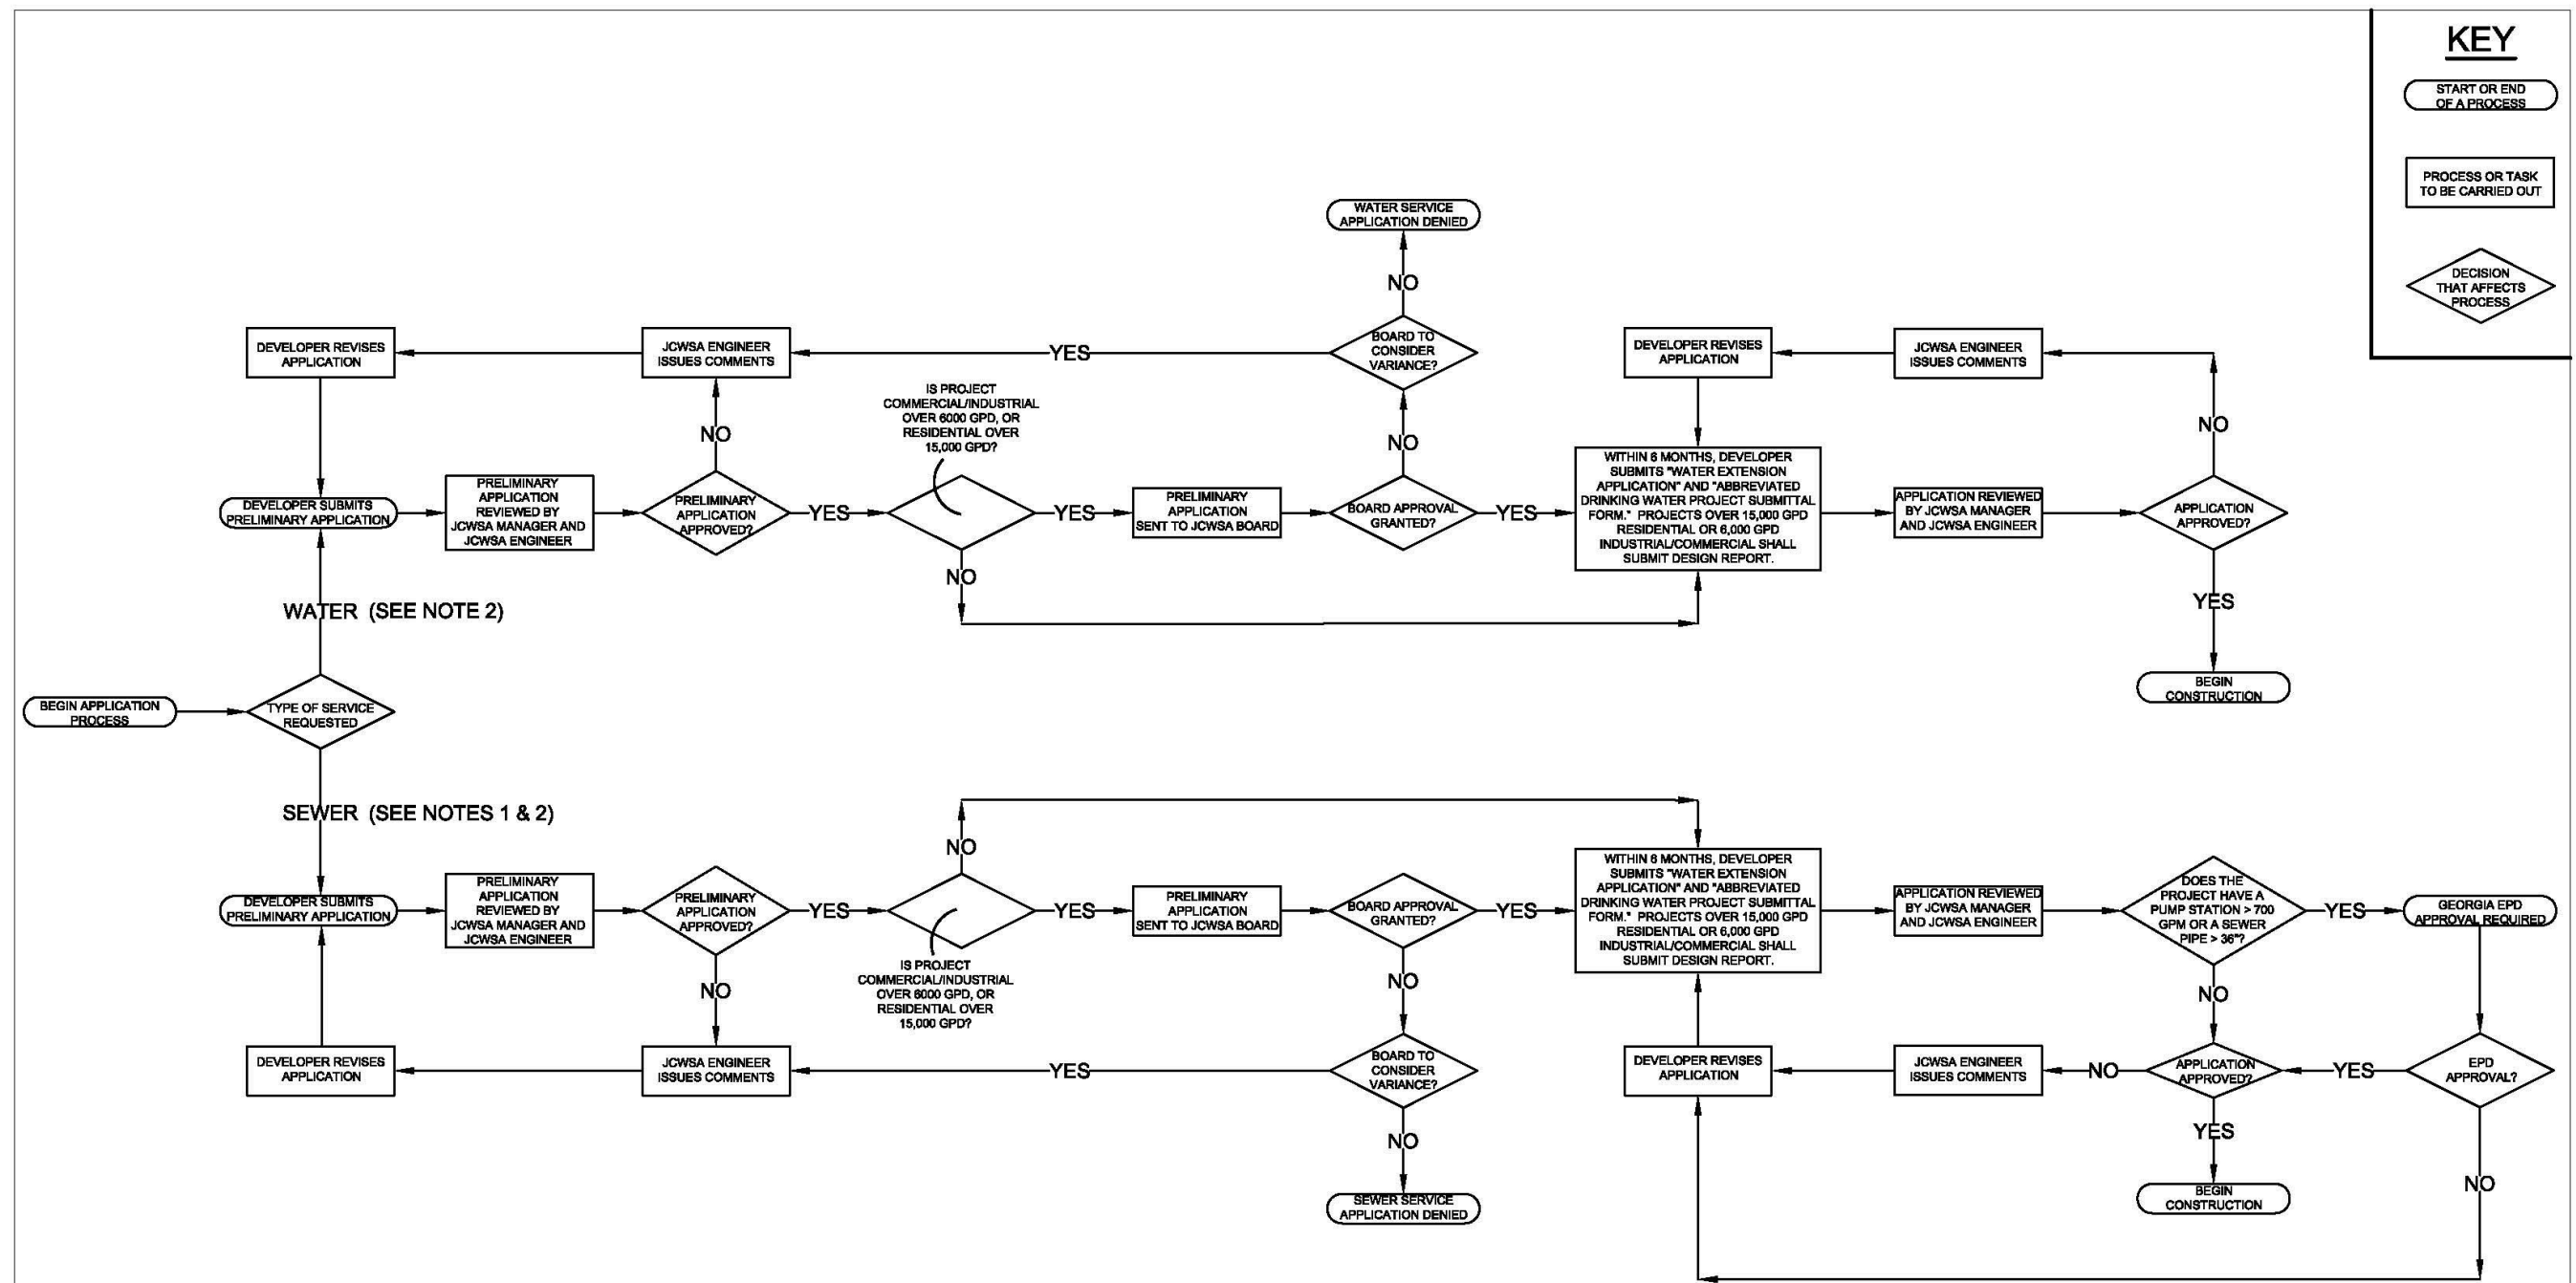 KEY
START OR END
OF A PROCESS
PROCESS OR TASK
TO BE CARRIED OUT
DECISION
THAT AFFECTS
PROCESS
WATER SERVICE
APPLICATION DENIED
NO
DEVELOPER REVISES
APPLICATION
JCWSA ENGINEER
ISSUES COMMENTS
YES
BOARD TO
CONSIDER
VARIANCE?
DEVELOPER REVISES
APPLICATION
JCWSA ENGINEER
ISSUES COMMENTS
NO
IS PROJECT
COMMERCIAL/INDUSTRIAL
OVER 6000 GPD, OR
RESIDENTIAL OVER
15,000 GPD?
NO
NO
DEVELOPER SUBMITS
PRELIMINARY APPLICATION
PRELIMINARY
APPLICATION
REVIEWED BY
JCWSA MANAGER AND
JCWSA ENGINEER
PRELIMINARY
APPLICATION
APPROVED?
YES
YES
PRELIMINARY
APPLICATION
SENT TO JCWSA BOARD
BOARD APPROVAL
GRANTED?
YES
WITHIN 6 MONTHS, DEVELOPER
SUBMITS "WATER EXTENSION
APPLICATION" AND "ABBREVIATED
DRINKING WATER PROJECT SUBMITTAL
FORM." PROJECTS OVER 15,000 GPD
RESIDENTIAL OR 6,000 GPD
INDUSTRIAL/COMMERCIAL SHALL
SUBMIT DESIGN REPORT.
APPLICATION REVIEWED
BY JCWSA MANAGER
AND JCWSA ENGINEER
APPLICATION
APPROVED?
NO
YES
WATER (SEE NOTE 2)
BEGIN
CONSTRUCTION
BEGIN APPLICATION
PROCESS
TYPE OF SERVICE
REQUESTED
SEWER (SEE NOTES 1 & 2)
NO
DEVELOPER SUBMITS
PRELIMINARY APPLICATION
PRELIMINARY
APPLICATION
REVIEWED BY
JCWSA MANAGER AND
JCWSA ENGINEER
PRELIMINARY
APPLICATION
APPROVED?
YES
YES
PRELIMINARY
APPLICATION
SENT TO JCWSA BOARD
BOARD APPROVAL
GRANTED?
YES
WITHIN 6 MONTHS, DEVELOPER
SUBMITS "WATER EXTENSION
APPLICATION" AND "ABBREVIATED
DRINKING WATER PROJECT SUBMITTAL
FORM." PROJECTS OVER 15,000 GPD
RESIDENTIAL OR 6,000 GPD
INDUSTRIAL/COMMERCIAL SHALL
SUBMIT DESIGN REPORT.
APPLICATION REVIEWED
BY JCWSA MANAGER
AND JCWSA ENGINEER
DOES THE
PROJECT HAVE A
PUMP STATION > 700
GPM OR A SEWER
PIPE > 36"?
YES
GEORGIA EPD
APPROVAL REQUIRED
IS PROJECT
COMMERCIAL/INDUSTRIAL
OVER 6000 GPD, OR
RESIDENTIAL OVER
15,000 GPD?
NO
NO
NO
DEVELOPER REVISES
APPLICATION
JCWSA ENGINEER
ISSUES COMMENTS
YES
BOARD TO
CONSIDER
VARIANCE?
DEVELOPER REVISES
APPLICATION
JCWSA ENGINEER
ISSUES COMMENTS
NO
APPLICATION
APPROVED?
YES
EPD
APPROVAL?
NO
YES
NO
SEWER SERVICE
APPLICATION DENIED
BEGIN
CONSTRUCTION